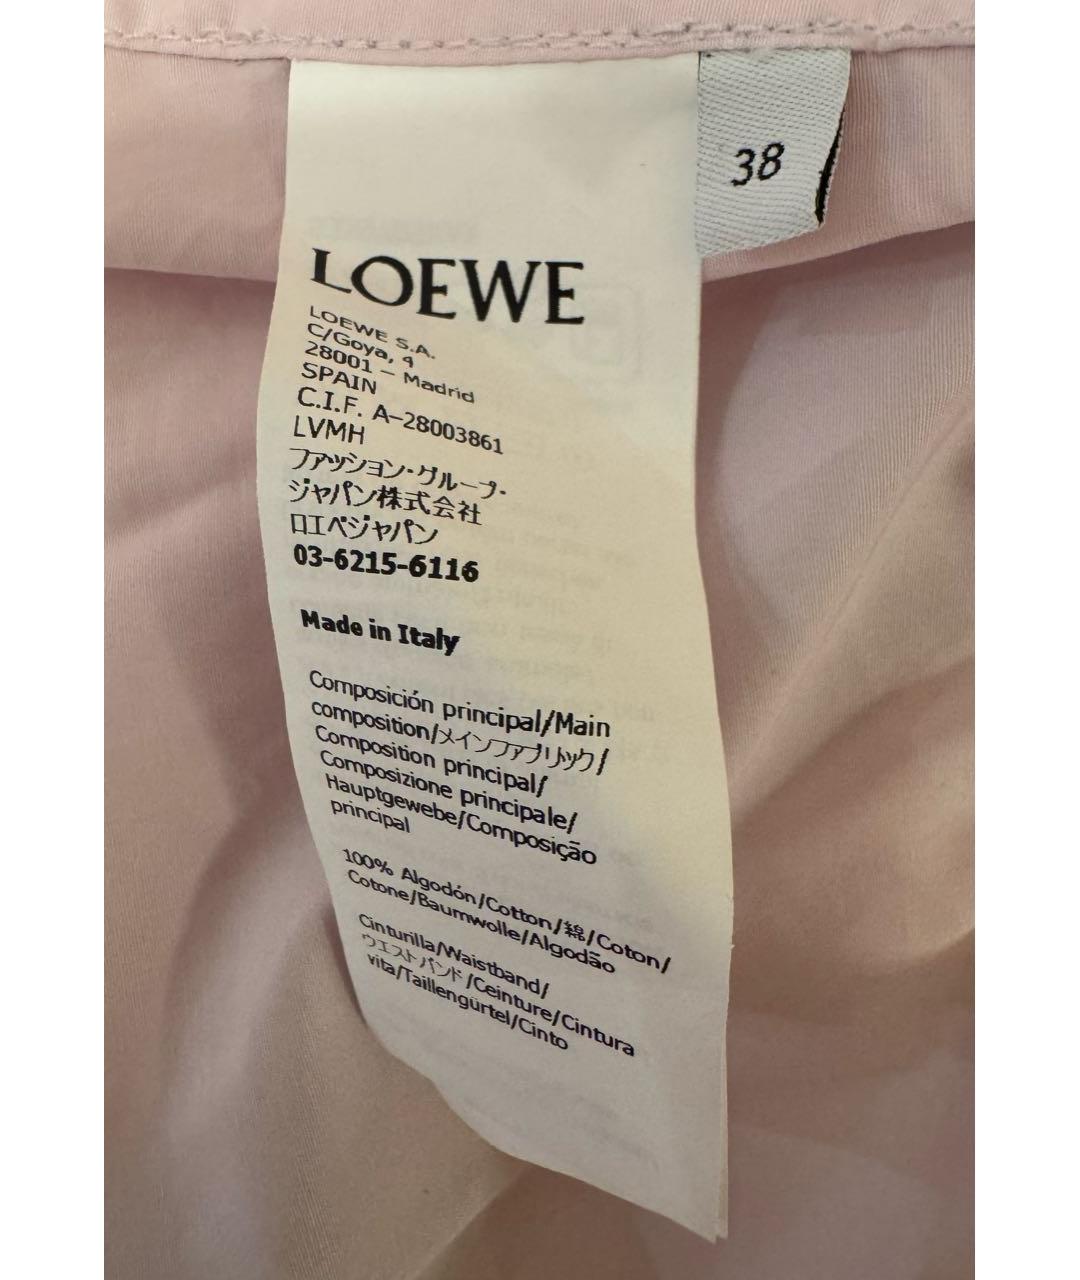 38
LOEWE
LOEWE S.A.
C/Goya, 4
28001 – Madrid
SPAIN
C.I.F. A-28003861
LVMH
ファッション・グループ・
ジャパン株式会社
ロエベジャパン
03-6215-6116
Made in Italy
Composición principal/Main
composition/メインファブリック/
Composition principal/
Composizione principale/
Hauptgewebe/Composição
principal
100% Algodón/Cotton/綿/Coton/
Cotone/Baumwolle/Algodão
Cinturilla/Waistband/
ウエストバンド/Ceinture/Cintura
vita/Taillengürtel/Cinto